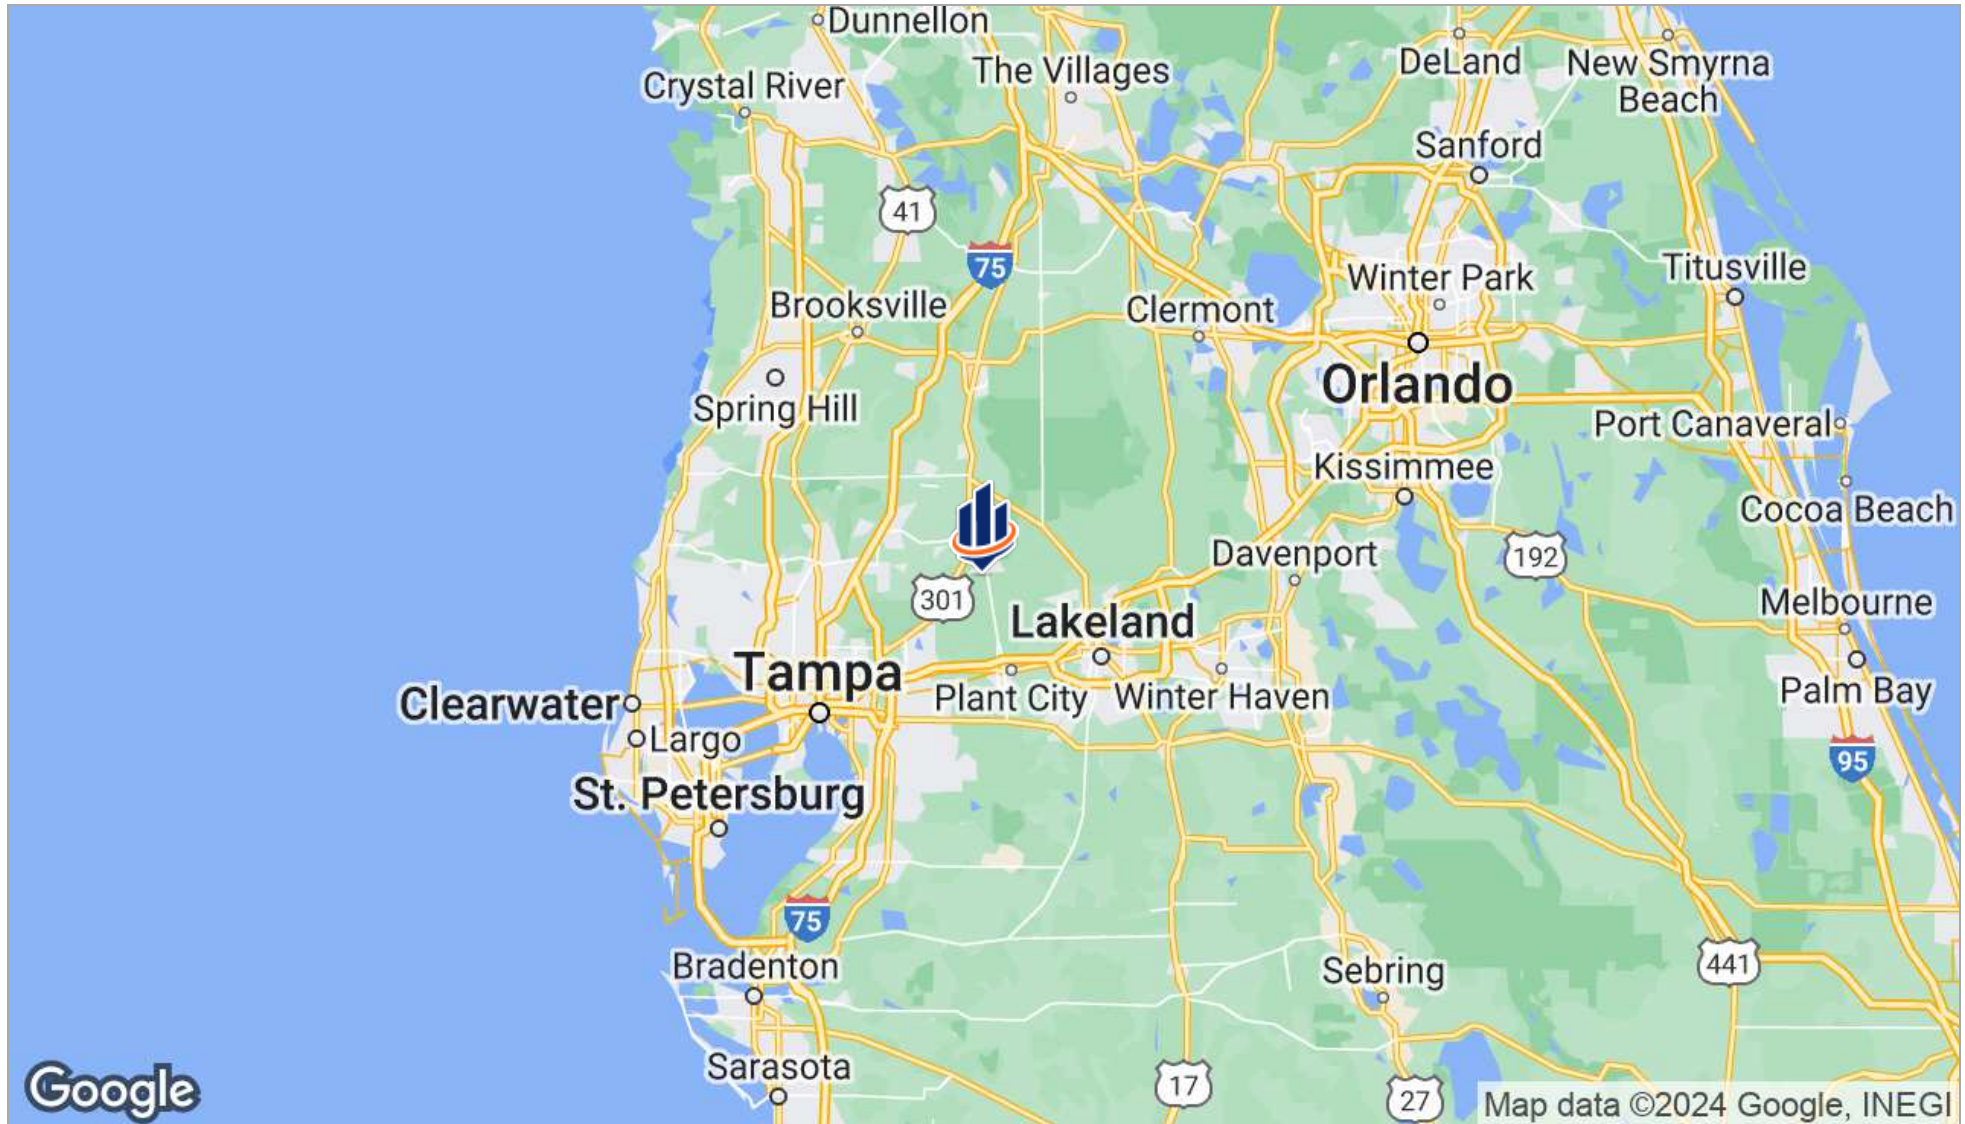 Dunnellon
The Villages
DeLand
New Smyrna
Beach
Crystal River
Sanford
41
75
Winter Park
Titusville
Brooksville
Clermont
Orlando
Spring Hill
Port Canaveral
Kissimmee
Cocoa Beach
Davenport
192
301
Lakeland
Melbourne
Tampa
Plant City
Winter Haven
Palm Bay
Clearwater
Largo
95
St. Petersburg
75
Bradenton
Sebring
441
Sarasota
17
27
Google
Map data ©2024 Google, INEGI